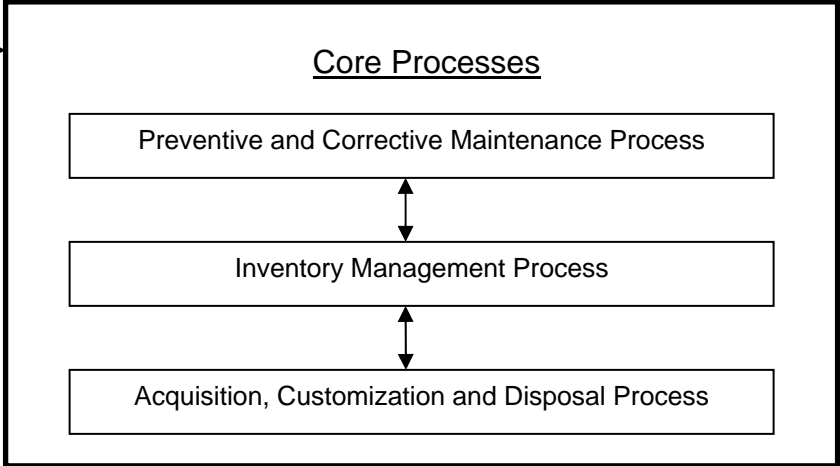 Core Processes
Preventive and Corrective Maintenance Process
Inventory Management Process
Acquisition, Customization and Disposal Process